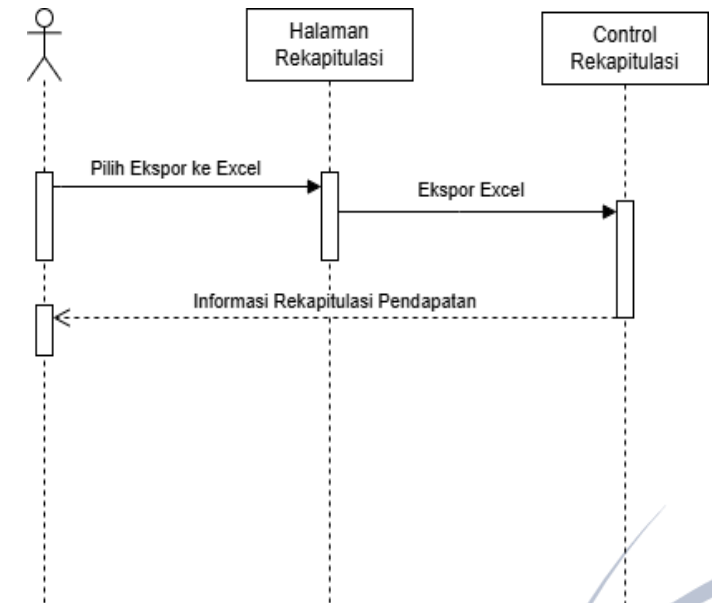 Halaman
Rekapitulasi
Control
Rekapitulasi
Pilih Ekspor ke Excel
Ekspor Excel
Informasi Rekapitulasi Pendapatan